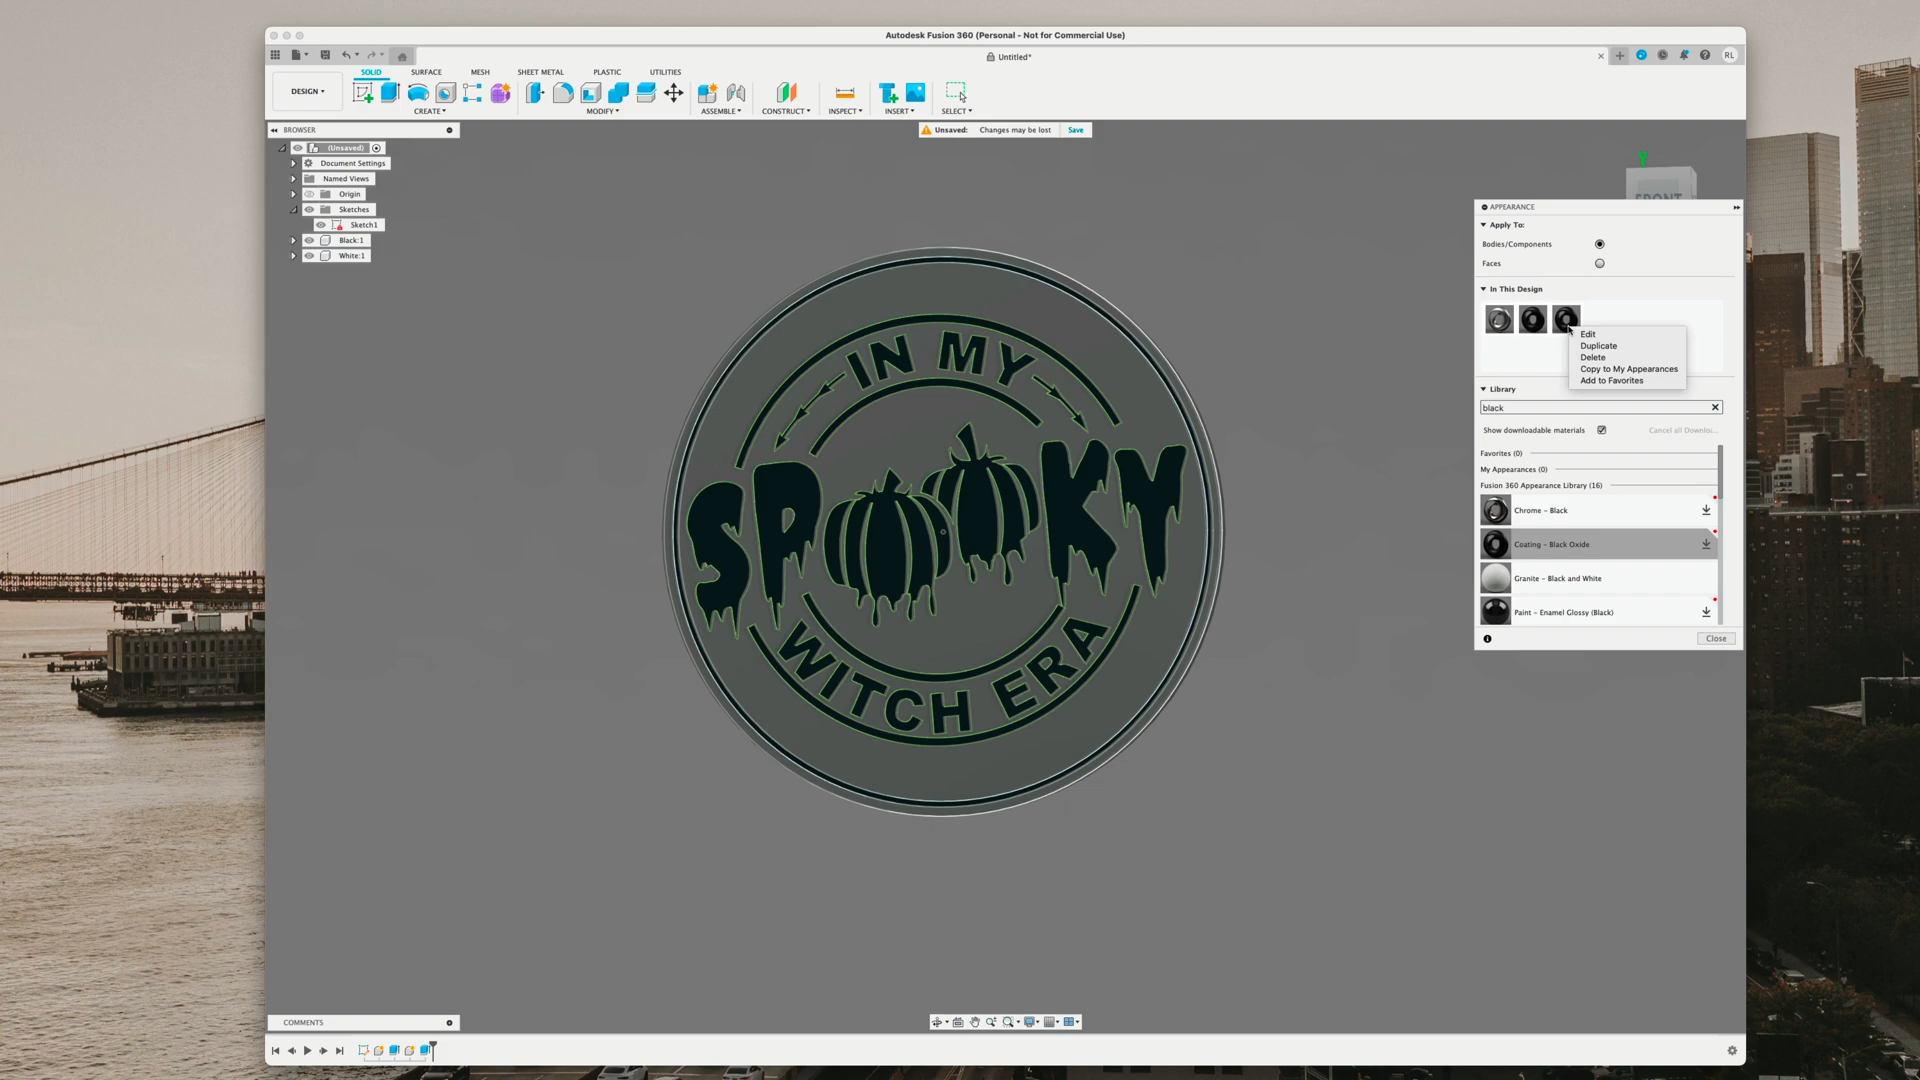 Autodesk Fusion 360 (Personal - Not for Commercial Use)
Untitled*
RL
SOLID
SURFACE
MESH
SHEET METAL
PLASTIC
UTILITIES
DESIGN
CREATE
MODIFY
ASSEMBLE
CONSTRUCT
INSPECT
INSERT
SELECT
BROWSER
Unsaved: Changes may be lost Save
(Unsaved)
Document Settings
Named Views
Origin
Sketches
Sketch1
Black:1
White:1
Y
FRONT
IN MY
SPOOKY
WITCH ERA
APPEARANCE
Apply To:
Bodies/Components
Faces
In This Design
Edit
Duplicate
Delete
Copy to My Appearances
Add to Favorites
Library
black
Show downloadable materials
Cancel all Downloa...
Favorites (0)
My Appearances (0)
Fusion 360 Appearance Library (16)
Chrome - Black
Coating - Black Oxide
Granite - Black and White
Paint - Enamel Glossy (Black)
Close
COMMENTS